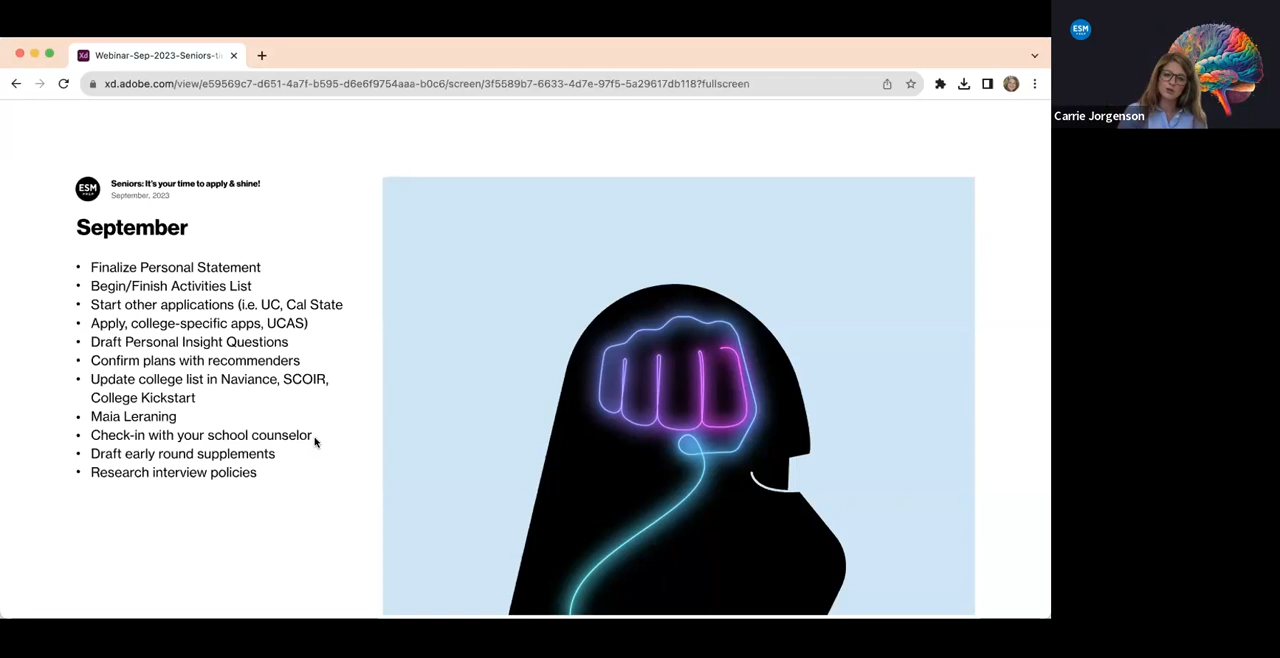 Webinar-Sep-2023-Seniors-ti
xd.adobe.com/view/e59569c7-d651-4a7f-b595-d6e6f9754aaa-b0c6/screen/3f5589b7-6633-4d7e-97f5-5a29617db118?fullscreen
ESM
Carrie Jorgenson
ESM
PREP
Seniors: It's your time to apply & shine!
September, 2023
September
• Finalize Personal Statement
• Begin/Finish Activities List
• Start other applications (i.e. UC, Cal State
• Apply, college-specific apps, UCAS)
• Draft Personal Insight Questions
• Confirm plans with recommenders
• Update college list in Naviance, SCOIR,
College Kickstart
• Maia Leraning
• Check-in with your school counselor
• Draft early round supplements
• Research interview policies